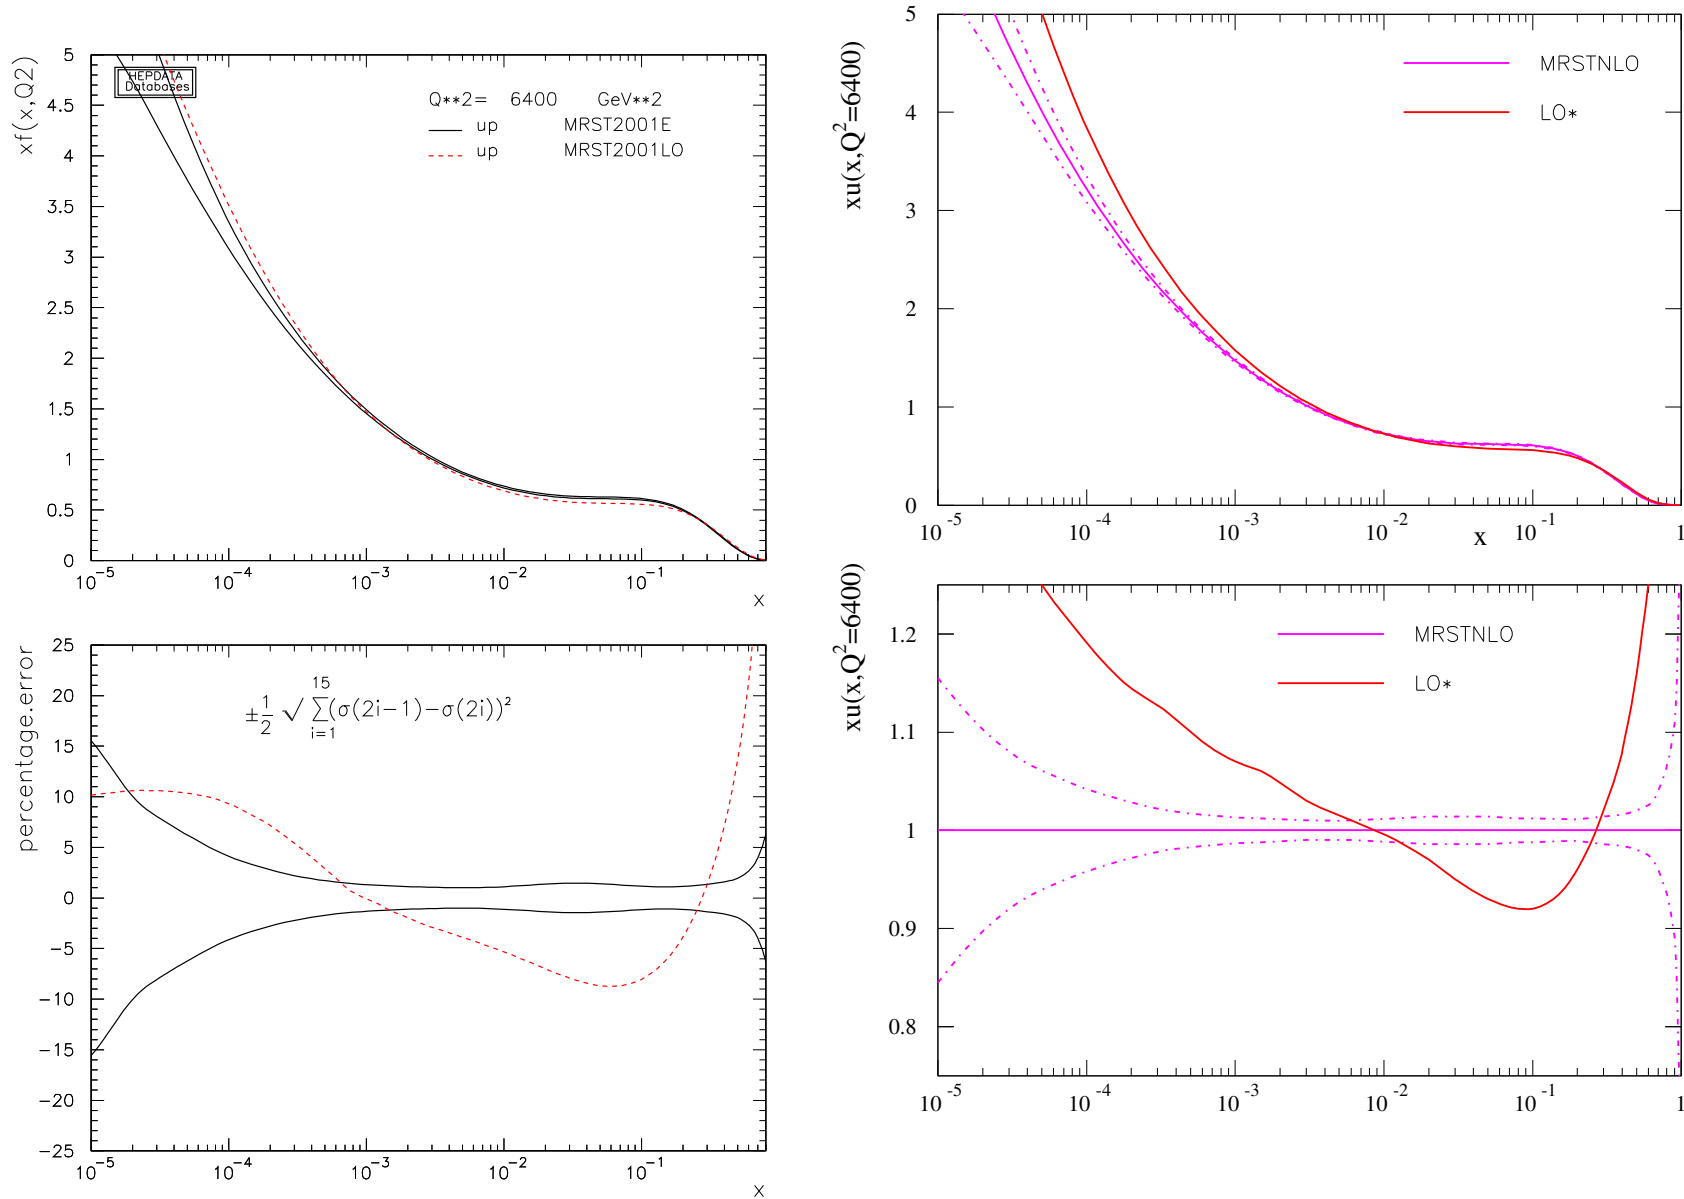 xf(x,Q2)
5
4.5
4
3.5
3
2.5
2
1.5
1
0.5
0
HEPDATA
Databases
Q**2= 6400 GeV**2
up MRST2001E
up MRST2001LO
10^-5 10^-4 10^-3 10^-2 10^-1
x
percentage.error
25
20
15
10
5
0
-5
-10
-15
-20
-25
±1/2 √ 15∑i=1 (σ(2i−1)−σ(2i))²
10^-5 10^-4 10^-3 10^-2 10^-1
x
xu(x,Q^2=6400)
5
4
3
2
1
0
MRSTNLO
LO*
10^-5 10^-4 10^-3 10^-2 10^-1 1
x
xu(x,Q^2=6400)
1.2
1.1
1
0.9
0.8
MRSTNLO
LO*
10^-5 10^-4 10^-3 10^-2 10^-1 1